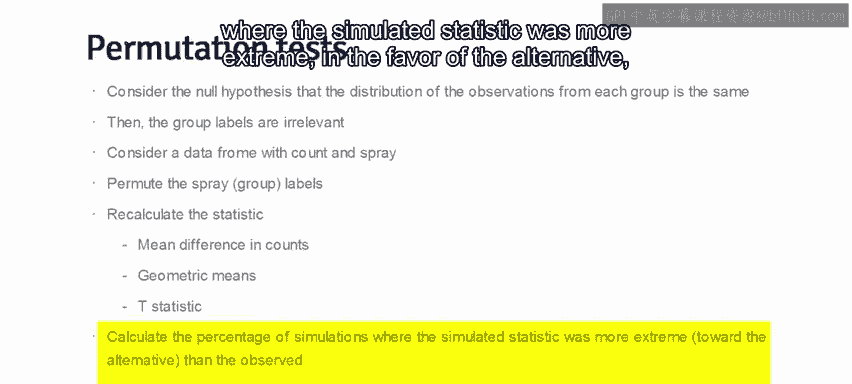 where the simulated statistic was more
extreme, in the favor of the alternative,
Permutation tests
· Consider the null hypothesis that the distribution of the observations from each group is the same
· Then, the group labels are irrelevant
· Consider a data frome with count and spray
· Permute the spray (group) labels
· Recalculate the statistic
- Mean difference in counts
- Geometric means
- T statistic
· Calculate the percentage of simulations where the simulated statistic was more extreme (toward the
alternative) than the observed